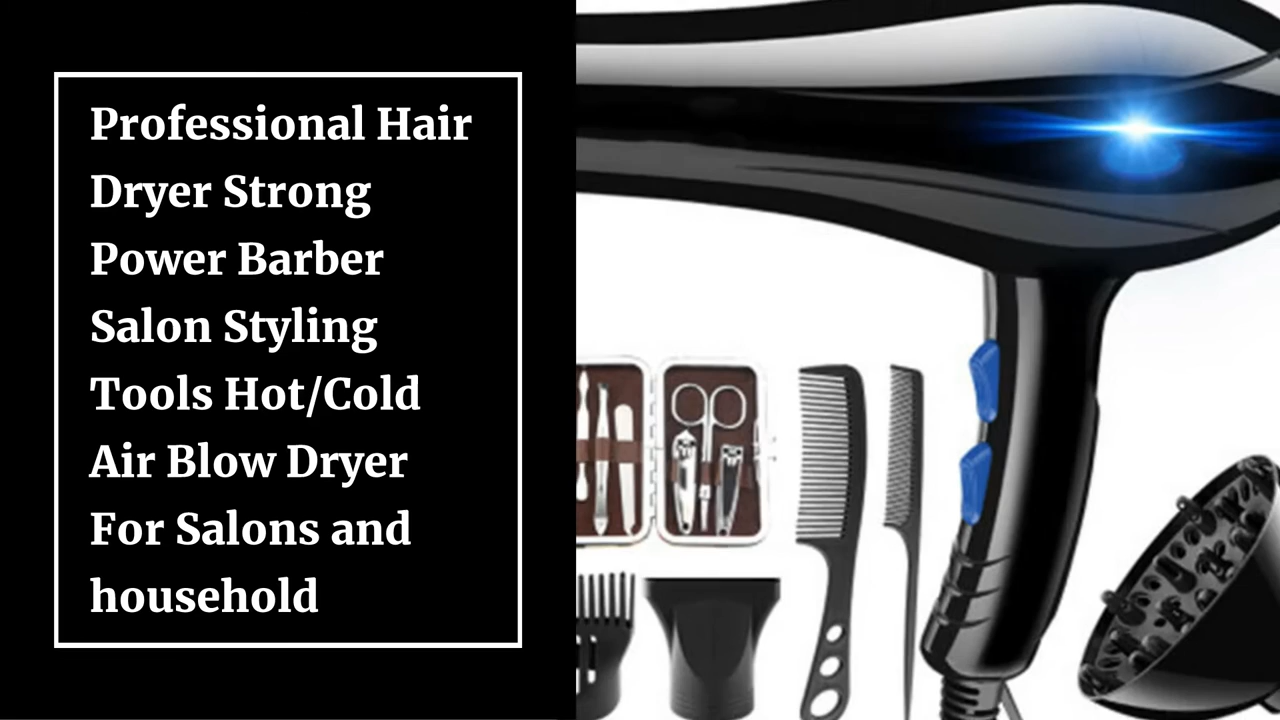 Professional Hair
Dryer Strong
Power Barber
Salon Styling
Tools Hot/Cold
Air Blow Dryer
For Salons and
household